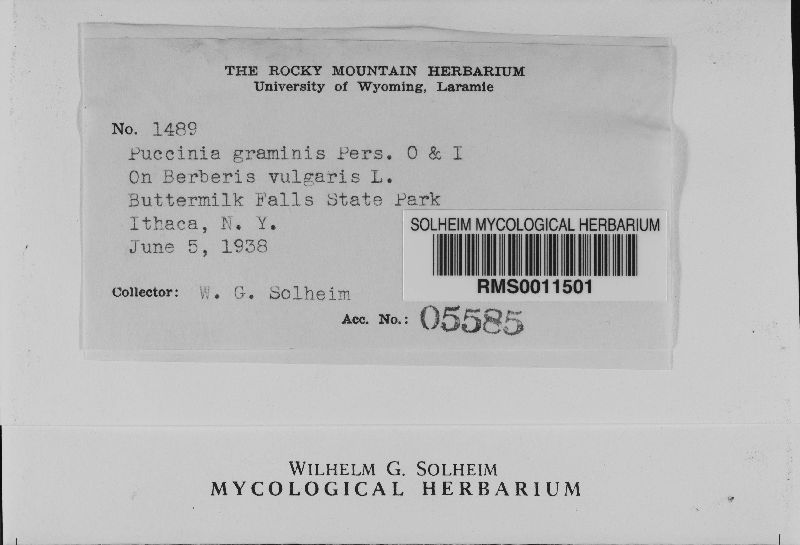 THE ROCKY MOUNTAIN HERBARIUM
University of Wyoming, Laramie
No. 1489
Puccinia graminis Pers. O & I
On Berberis vulgaris L.
Buttermilk Falls State Park
Ithaca, N. Y.
June 5, 1938
SOLHEIM MYCOLOGICAL HERBARIUM
RMS0011501
Collector: W. G. Solheim
Acc. No.: 05585
WILHELM G. SOLHEIM
MYCOLOGICAL HERBARIUM